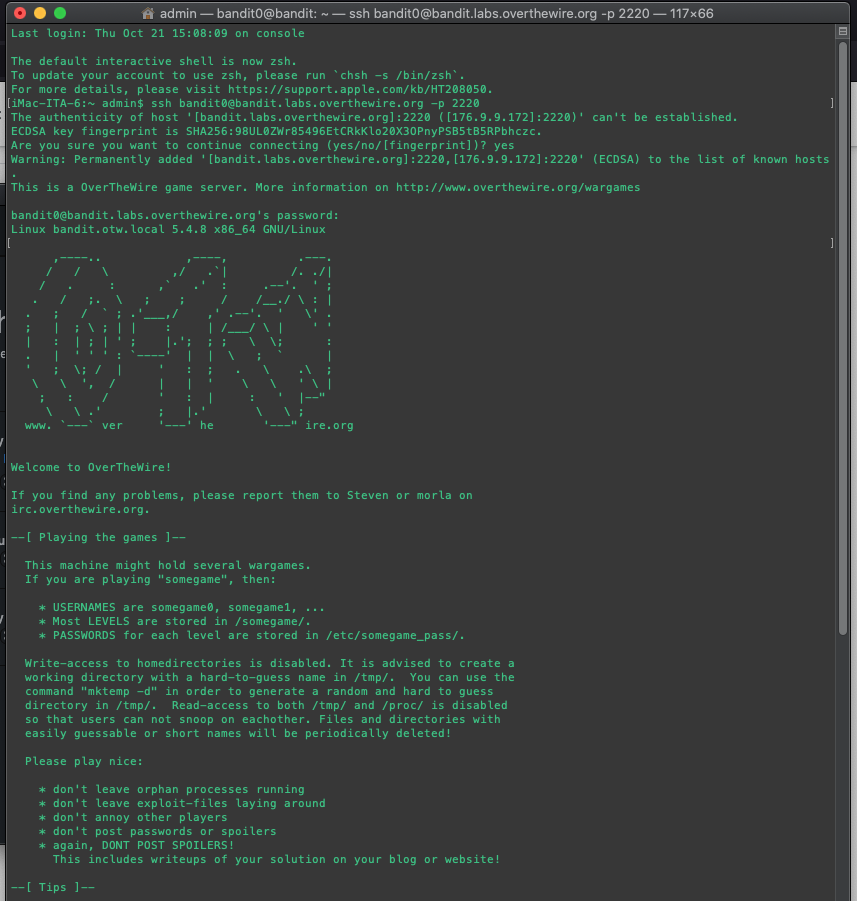 admin — bandit0@bandit: ~ — ssh bandit0@bandit.labs.overthewire.org -p 2220 — 117×66
Last login: Thu Oct 21 15:08:09 on console
The default interactive shell is now zsh.
To update your account to use zsh, please run `chsh -s /bin/zsh`.
For more details, please visit https://support.apple.com/kb/HT208050.
[iMac-ITA-6:~ admin$ ssh bandit0@bandit.labs.overthewire.org -p 2220 ]
The authenticity of host '[bandit.labs.overthewire.org]:2220 ([176.9.9.172]:2220)' can't be established.
ECDSA key fingerprint is SHA256:98UL0ZWr85496EtCRkKlo20X3OPnyPSB5tB5RPbhczc.
Are you sure you want to continue connecting (yes/no/[fingerprint])? yes
Warning: Permanently added '[bandit.labs.overthewire.org]:2220,[176.9.9.172]:2220' (ECDSA) to the list of known hosts
.
This is a OverTheWire game server. More information on http://www.overthewire.org/wargames
bandit0@bandit.labs.overthewire.org's password:
Linux bandit.otw.local 5.4.8 x86_64 GNU/Linux
[ ]
www. `---` ver '---' he '---" ire.org
Welcome to OverTheWire!
If you find any problems, please report them to Steven or morla on
irc.overthewire.org.
--[ Playing the games ]--
This machine might hold several wargames.
If you are playing "somegame", then:
* USERNAMES are somegame0, somegame1, ...
* Most LEVELS are stored in /somegame/.
* PASSWORDS for each level are stored in /etc/somegame_pass/.
Write-access to homedirectories is disabled. It is advised to create a
working directory with a hard-to-guess name in /tmp/.  You can use the
command "mktemp -d" in order to generate a random and hard to guess
directory in /tmp/.  Read-access to both /tmp/ and /proc/ is disabled
so that users can not snoop on eachother. Files and directories with
easily guessable or short names will be periodically deleted!
Please play nice:
* don't leave orphan processes running
* don't leave exploit-files laying around
* don't annoy other players
* don't post passwords or spoilers
* again, DONT POST SPOILERS!
This includes writeups of your solution on your blog or website!
--[ Tips ]--